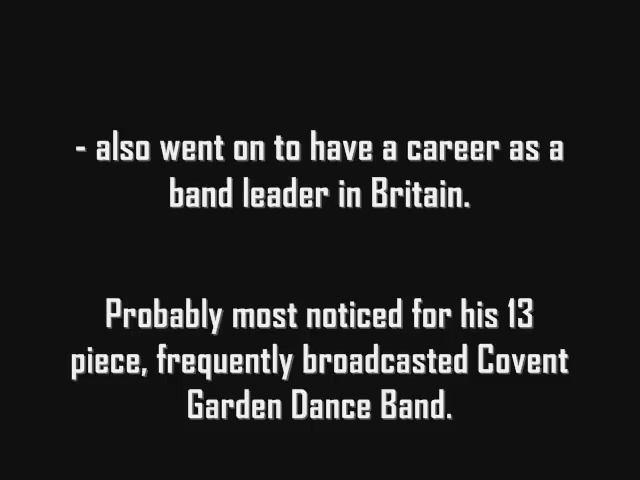 - also went on to have a career as a
band leader in Britain.
Probably most noticed for his 13
piece, frequently broadcasted Covent
Garden Dance Band.